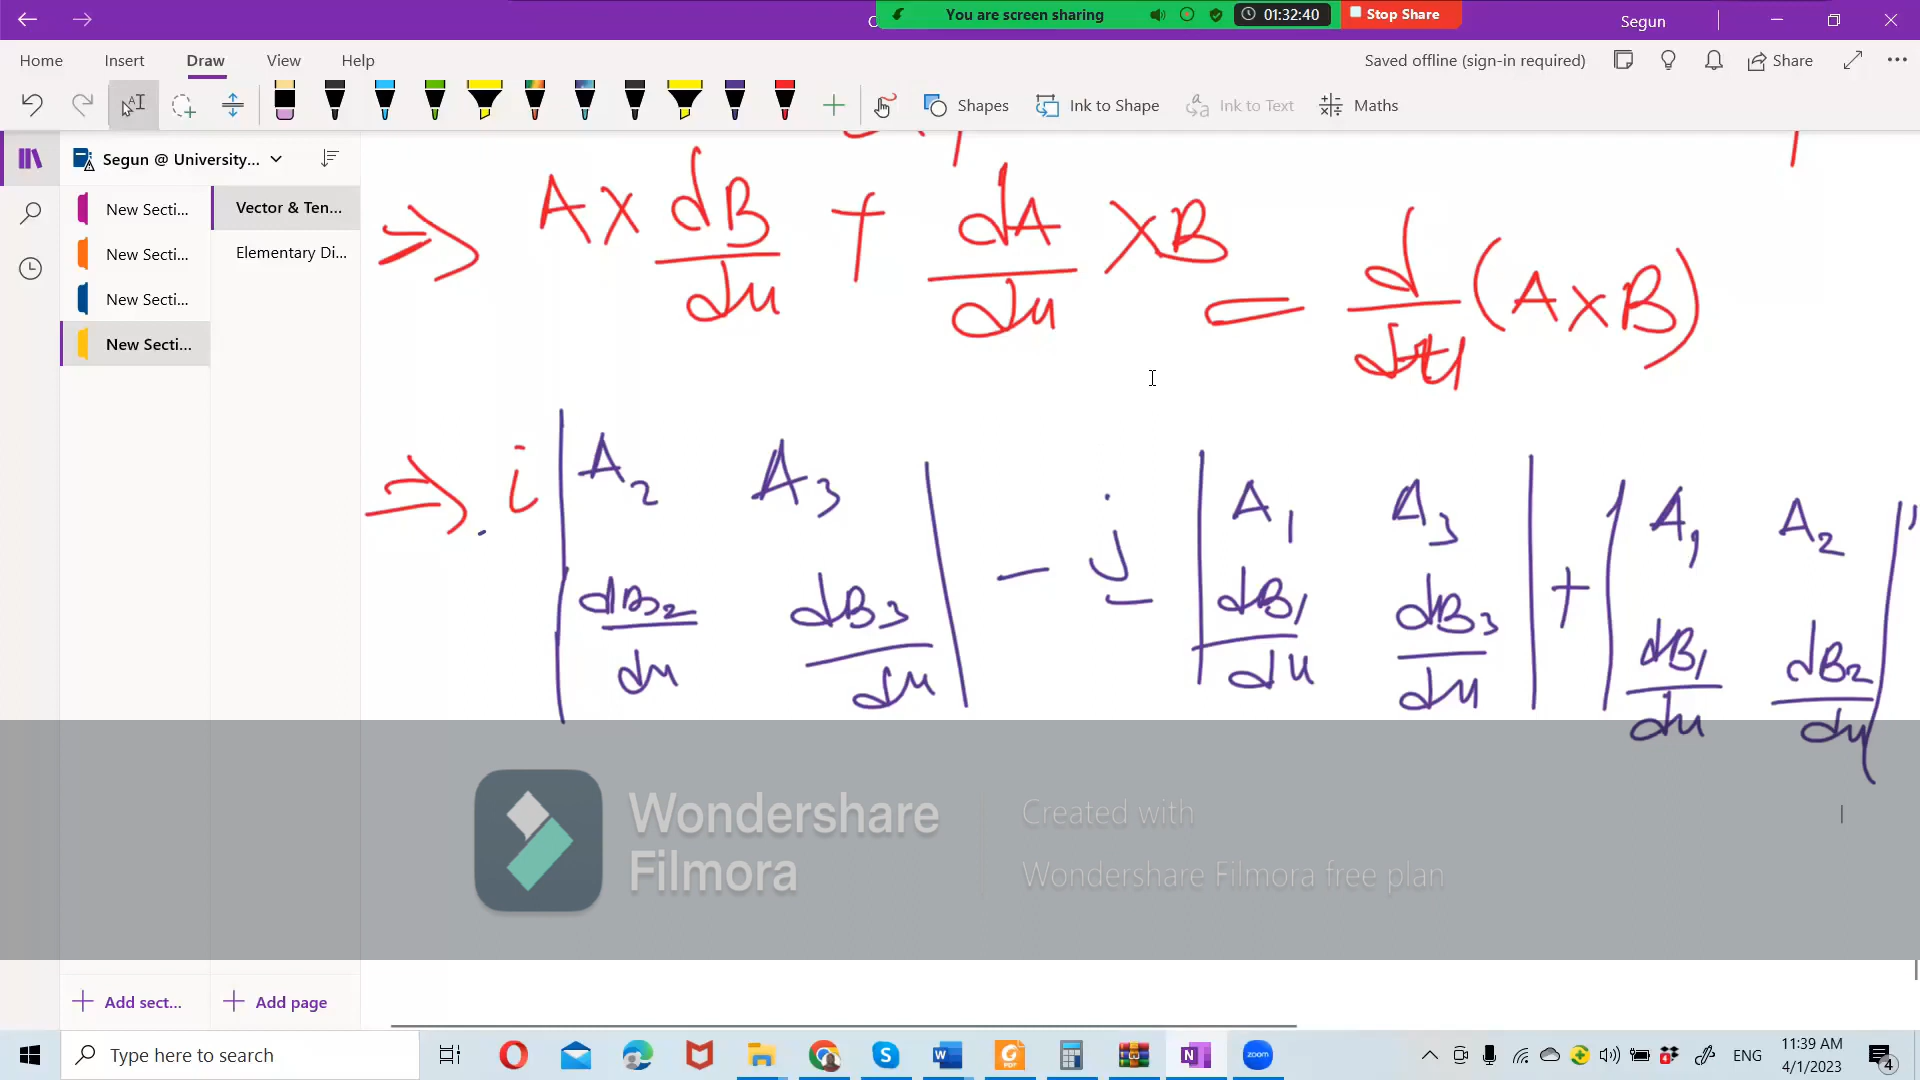 You are screen sharing
01:32:40
Stop Share
Segun
Home Insert Draw View Help
Saved offline (sign-in required)
Share
Shapes
Ink to Shape
Ink to Text
Maths
Segun @ University...
New Secti...
New Secti...
New Secti...
New Secti...
Vector & Ten...
Elementary Di...
⇒ A × dB/du + dA/du × B = d/du (A × B)
⇒ i | A2 A3 | − j | A1 A3 | + | A1 A2 |
dB2/du dB3/du dB1/du dB3/du dB1/du dB2/du
Wondershare
Filmora
Created with
Wondershare Filmora free plan
Add sect...
Add page
Type here to search
zoom
ENG
11:39 AM
4/1/2023
4